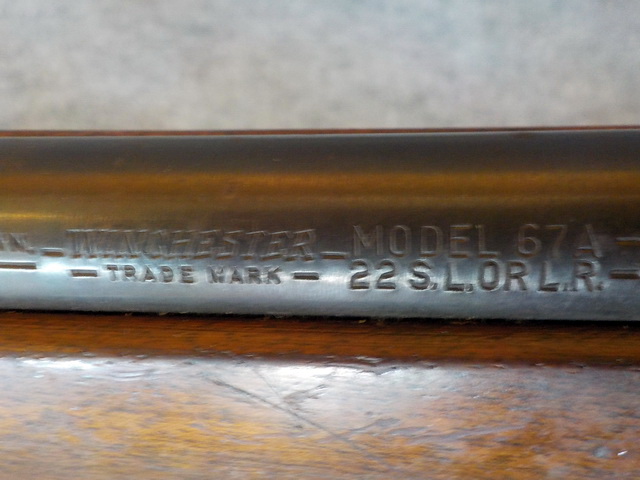 -WINCHESTER-MODEL 67A-
-TRADE MARK- 22 S.L.OR L.R.-